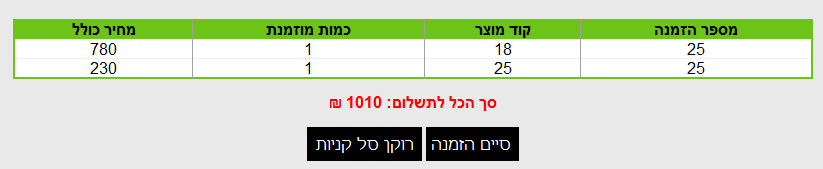 מספר הזמנה קוד מוצר כמות מוזמנת מחיר כולל
25 18 1 780
25 25 1 230
סך הכל לתשלום: 1010 ₪
סיים הזמנה רוקן סל קניות